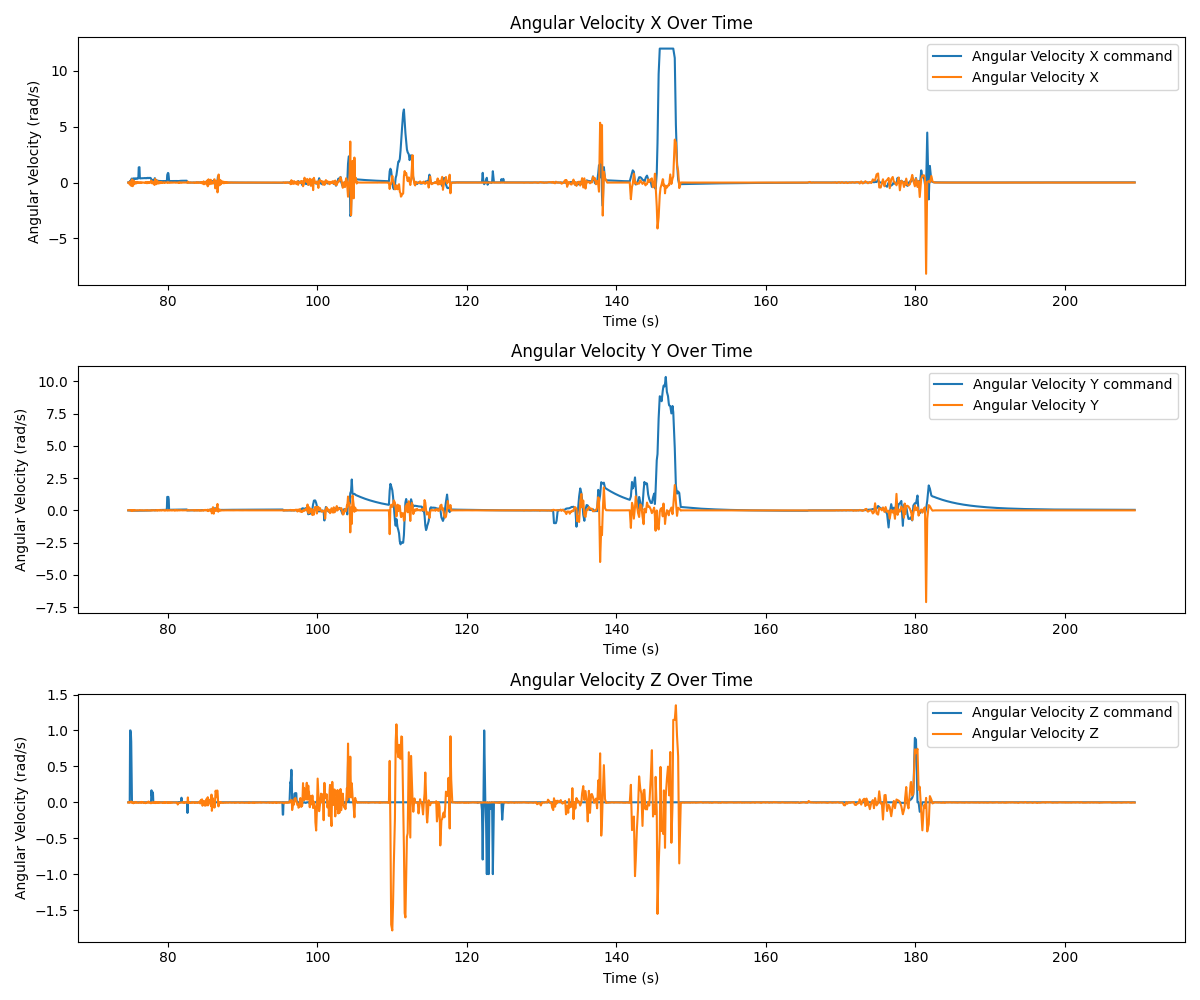 Angular Velocity X Over Time
Angular Velocity (rad/s)
10
5
0
−5
Angular Velocity X command
Angular Velocity X
80 100 120 140 160 180 200
Time (s)
Angular Velocity Y Over Time
Angular Velocity (rad/s)
10.0
7.5
5.0
2.5
0.0
−2.5
−5.0
−7.5
Angular Velocity Y command
Angular Velocity Y
80 100 120 140 160 180 200
Time (s)
Angular Velocity Z Over Time
Angular Velocity (rad/s)
1.5
1.0
0.5
0.0
−0.5
−1.0
−1.5
Angular Velocity Z command
Angular Velocity Z
80 100 120 140 160 180 200
Time (s)